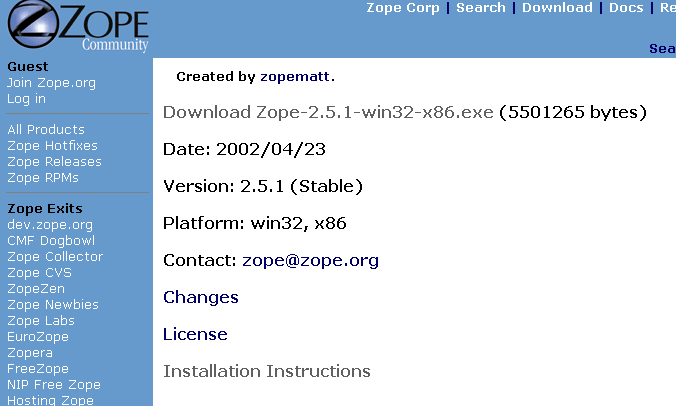 ZOPE
Community
Zope Corp | Search | Download | Docs |
Guest
Join Zope.org
Log in
All Products
Zope Hotfixes
Zope Releases
Zope RPMs
Zope Exits
dev.zope.org
CMF Dogbowl
Zope Collector
Zope CVS
ZopeZen
Zope Newbies
Zope Labs
EuroZope
Zopera
FreeZope
NIP Free Zope
Hosting Zope
Created by zopematt.
Download Zope-2.5.1-win32-x86.exe (5501265 bytes)
Date: 2002/04/23
Version: 2.5.1 (Stable)
Platform: win32, x86
Contact: zope@zope.org
Changes
License
Installation Instructions